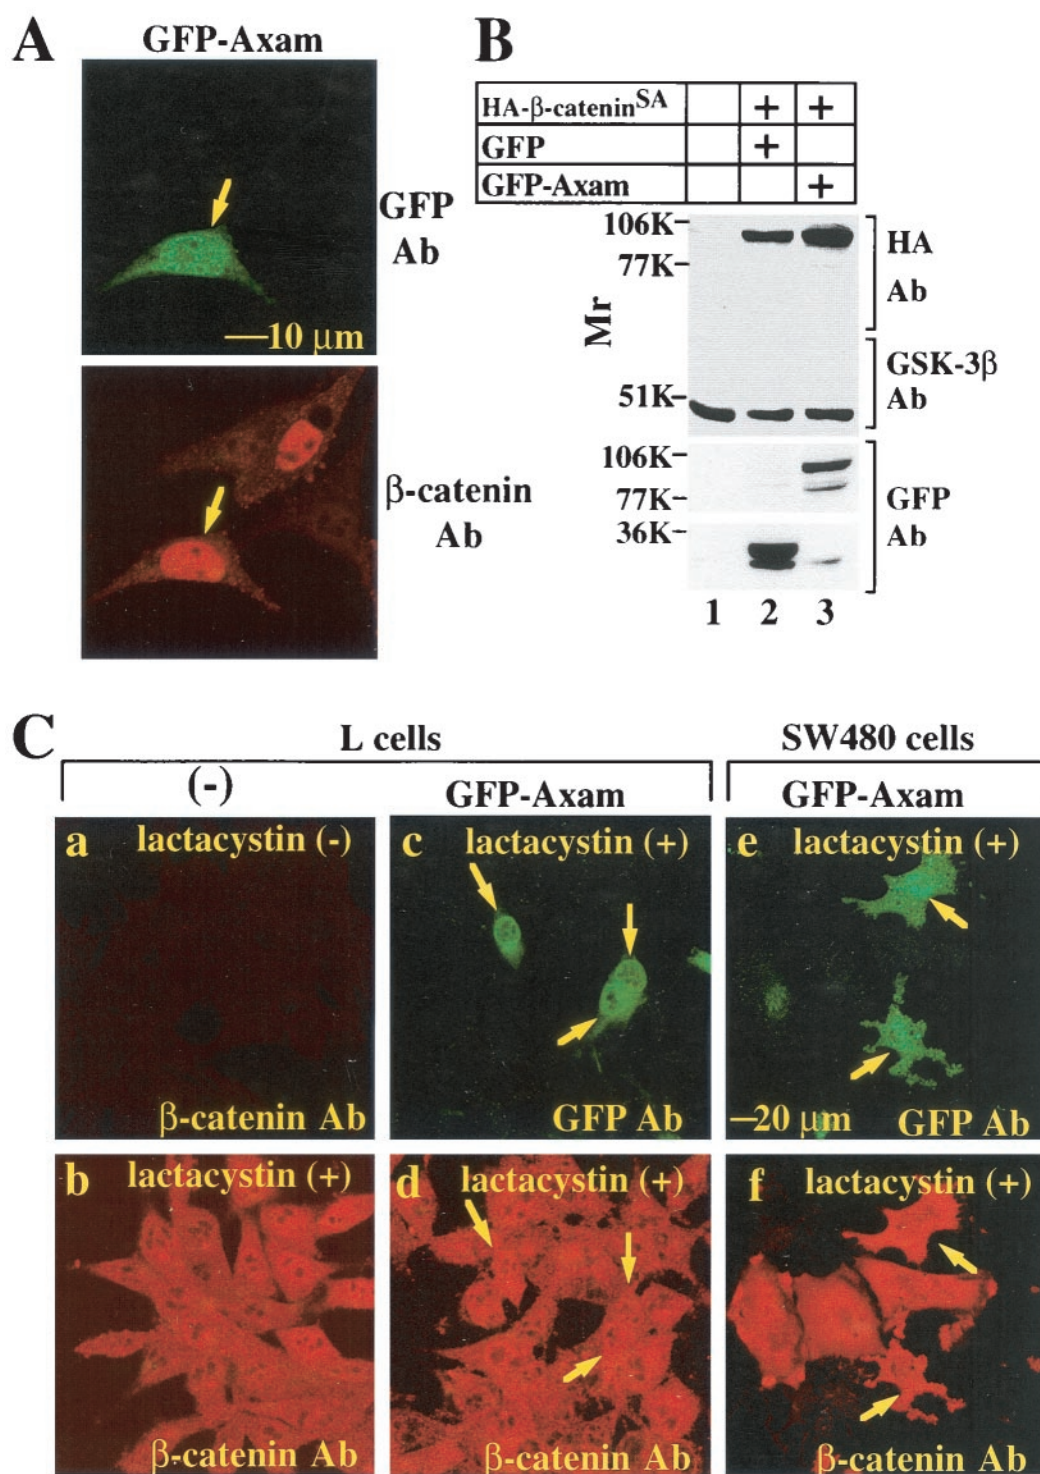 A
GFP-Axam
GFP
Ab
10 μm
β-catenin
Ab
B
HA-β-catenin^SA + +
GFP +
GFP-Axam +
106K
77K
51K
106K
77K
36K
Mr
HA
Ab
GSK-3β
Ab
GFP
Ab
1 2 3
C
L cells
SW480 cells
(-)
GFP-Axam
GFP-Axam
a lactacystin (-)
β-catenin Ab
c lactacystin (+)
GFP Ab
e lactacystin (+)
20 μm
GFP Ab
b lactacystin (+)
β-catenin Ab
d lactacystin (+)
β-catenin Ab
f lactacystin (+)
β-catenin Ab